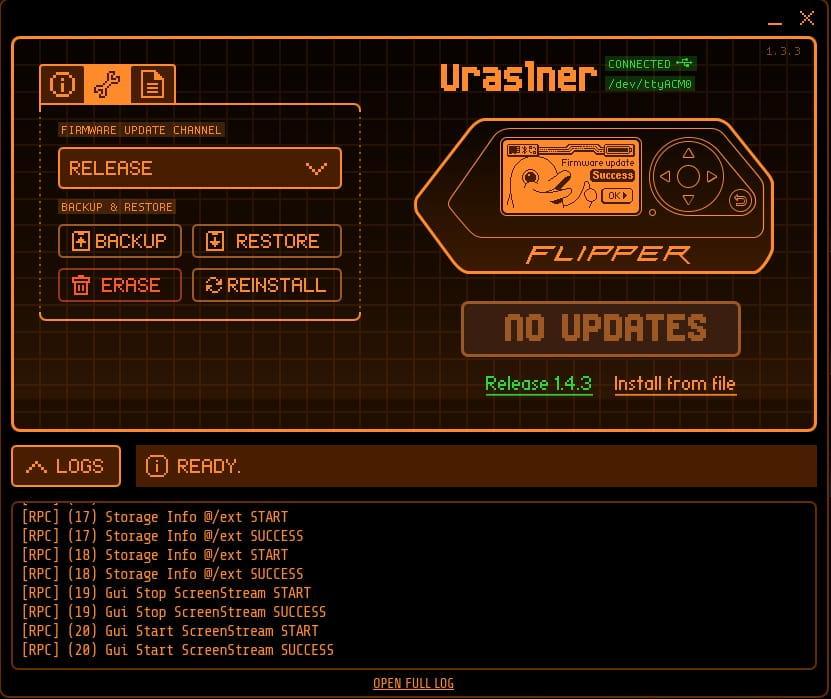 1.3.3
Uras1ner
CONNECTED
/dev/ttyACM0
FIRMWARE UPDATE CHANNEL
RELEASE
BACKUP & RESTORE
BACKUP
RESTORE
ERASE
REINSTALL
Firmware update
Success
OK
FLIPPER
NO UPDATES
Release 1.4.3
Install from file
LOGS
READY.
[RPC] (17) Storage Info @/ext START
[RPC] (17) Storage Info @/ext SUCCESS
[RPC] (18) Storage Info @/ext START
[RPC] (18) Storage Info @/ext SUCCESS
[RPC] (19) Gui Stop ScreenStream START
[RPC] (19) Gui Stop ScreenStream SUCCESS
[RPC] (20) Gui Start ScreenStream START
[RPC] (20) Gui Start ScreenStream SUCCESS
OPEN FULL LOG